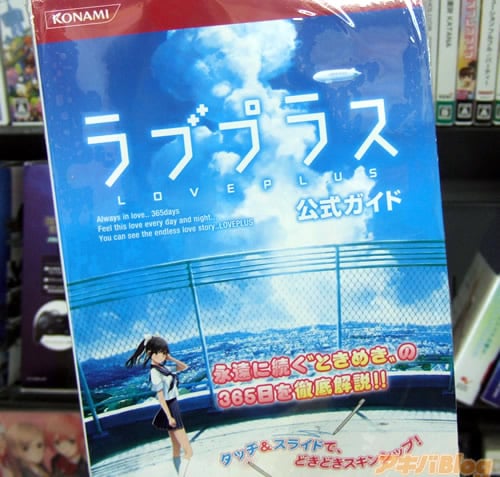 KONAMI
ラブプラス
LOVEPLUS
公式ガイド
Always in love.. 365days
Feel this love every day and night..
You can see the endless love story..LOVEPLUS
永遠に続く"ときめき"の
365日を徹底解説!!
タッチ&スライドで、
どきどきスキンシップ!
アキバBlog